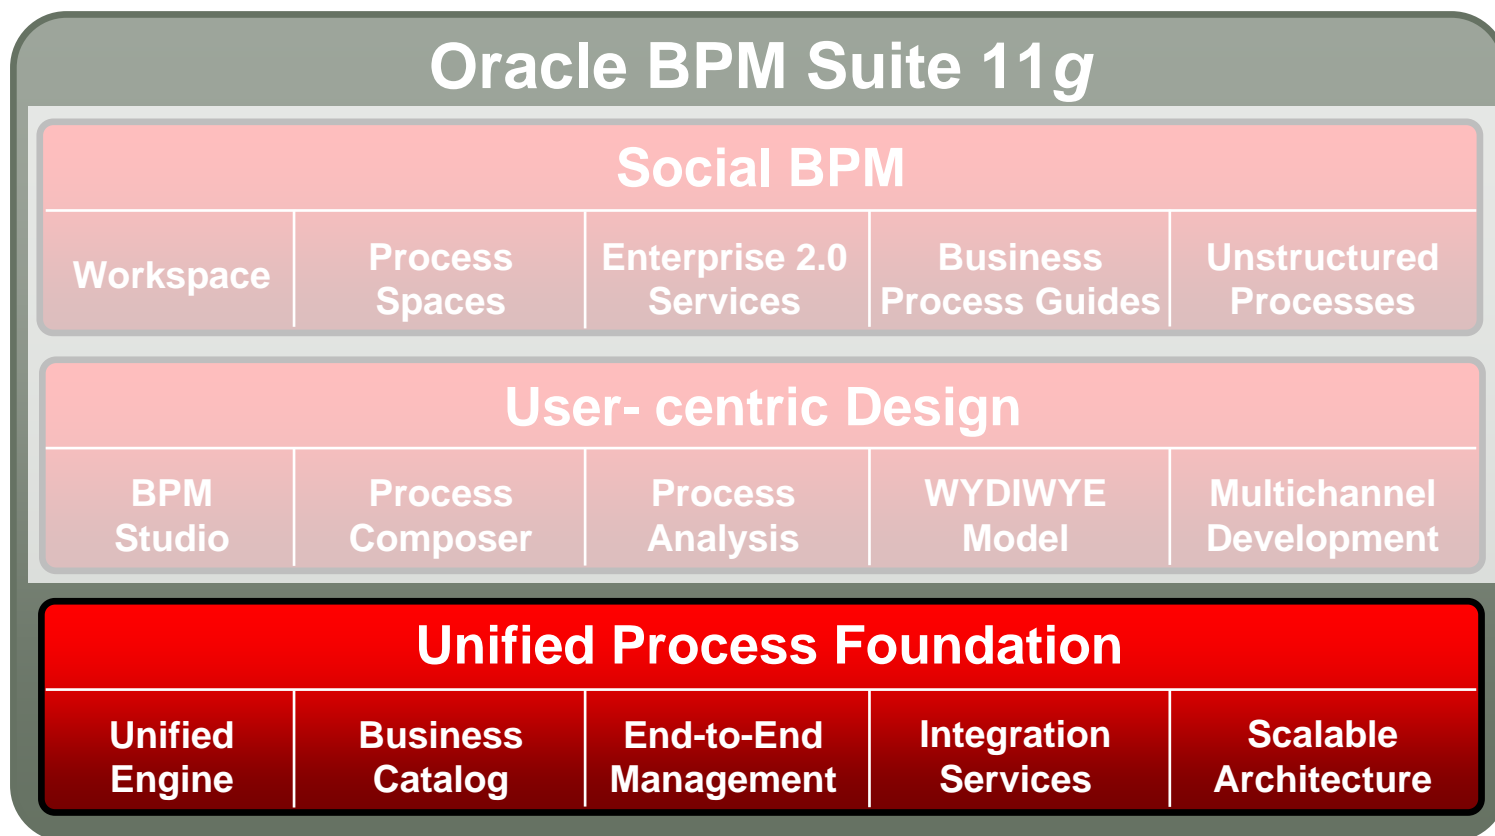 Oracle BPM Suite 11g
Social BPM
Workspace
Process
Spaces
Enterprise 2.0
Services
Business
Process Guides
Unstructured
Processes
User- centric Design
BPM
Studio
Process
Composer
Process
Analysis
WYDIWYE
Model
Multichannel
Development
Unified Process Foundation
Unified
Engine
Business
Catalog
End-to-End
Management
Integration
Services
Scalable
Architecture